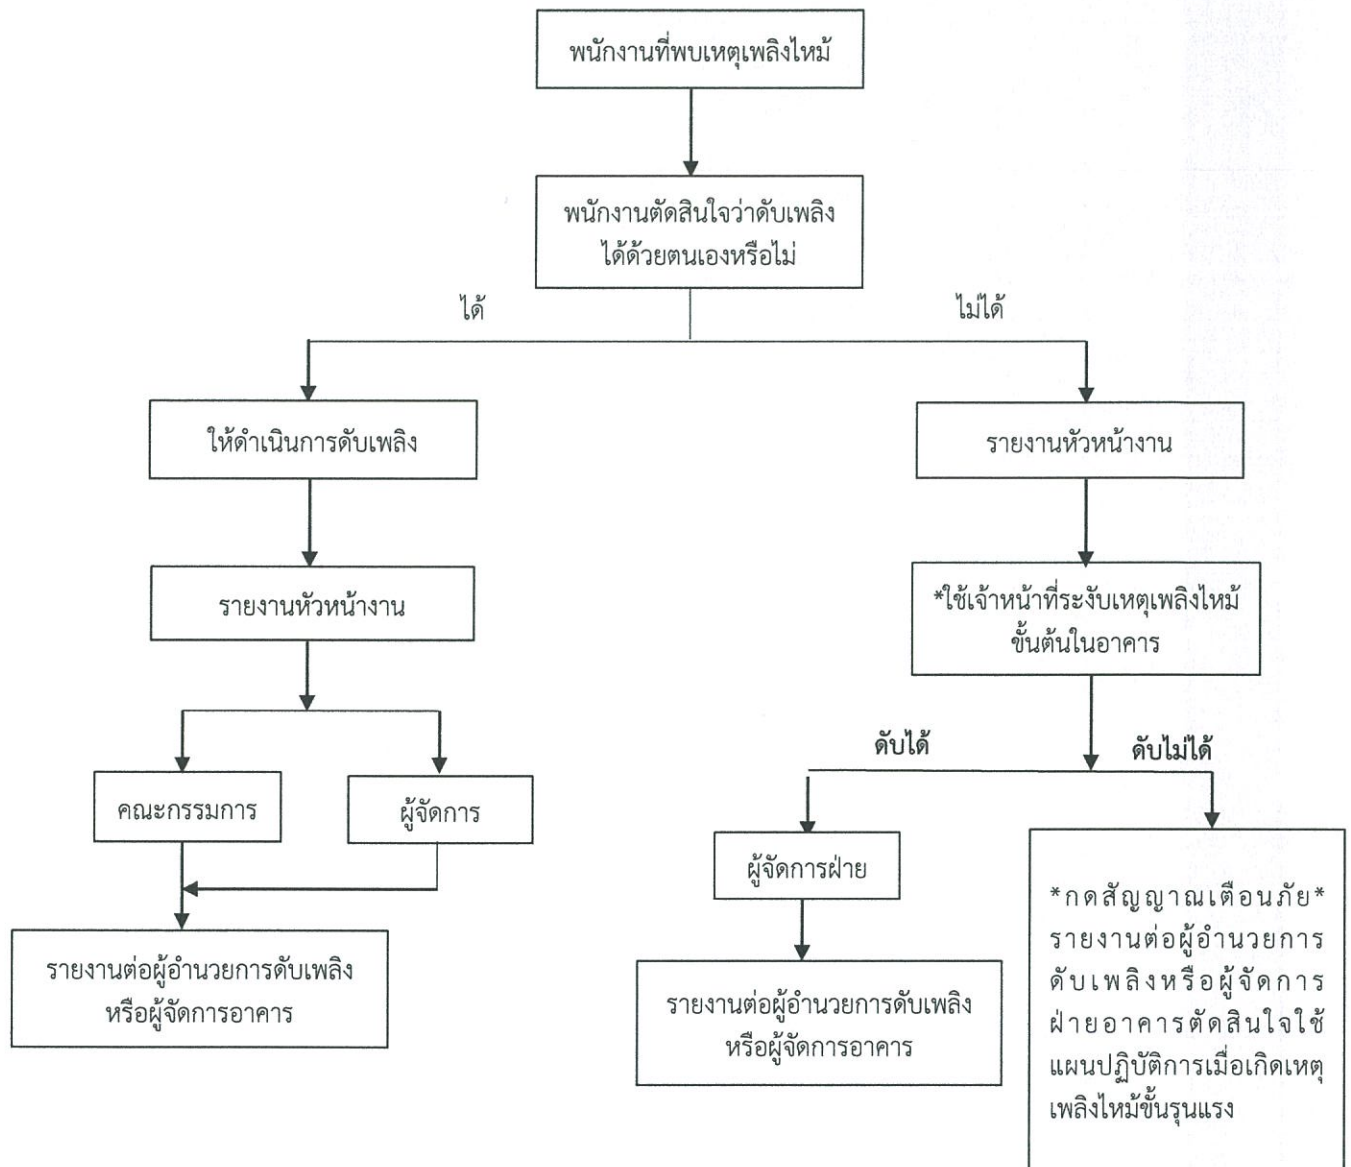 พนักงานที่พบเหตุเพลิงไหม้
พนักงานตัดสินใจว่าดับเพลิง
ได้ด้วยตนเองหรือไม่
ได้
ไม่ได้
ให้ดำเนินการดับเพลิง
รายงานหัวหน้างาน
รายงานหัวหน้างาน
*ใช้เจ้าหน้าที่ระงับเหตุเพลิงไหม้
ขั้นต้นในอาคาร
คณะกรรมการ
ผู้จัดการ
รายงานต่อผู้อำนวยการดับเพลิง
หรือผู้จัดการอาคาร
ดับได้
ดับไม่ได้
ผู้จัดการฝ่าย
รายงานต่อผู้อำนวยการดับเพลิง
หรือผู้จัดการอาคาร
*กดสัญญาณเตือนภัย*
รายงานต่อผู้อำนวยการ
ดับเพลิงหรือผู้จัดการ
ฝ่ายอาคารตัดสินใจใช้
แผนปฏิบัติการเมื่อเกิดเหตุ
เพลิงไหม้ขั้นรุนแรง